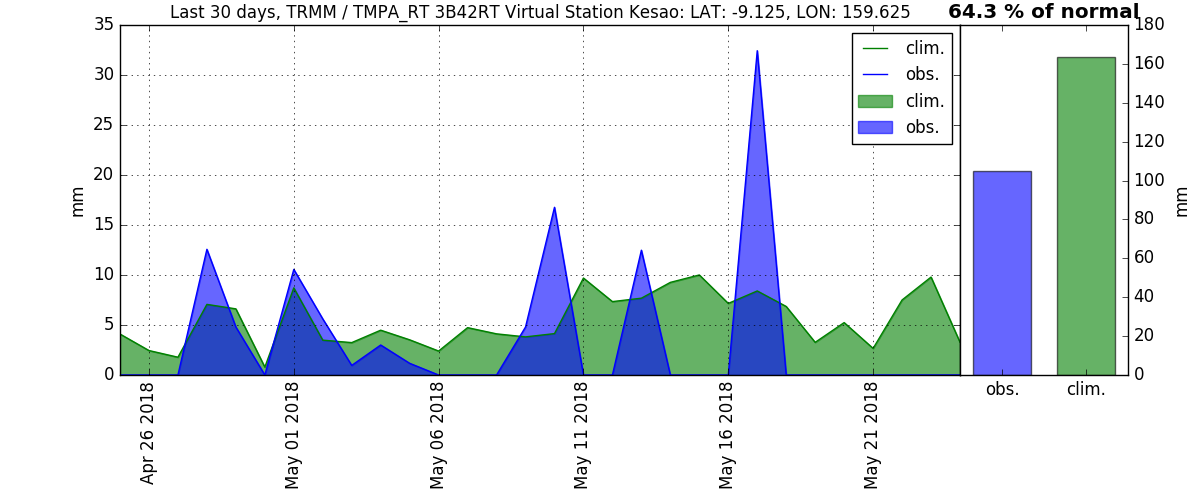 Last 30 days, TRMM / TMPA_RT 3B42RT Virtual Station Kesao: LAT: -9.125, LON: 159.625
64.3 % of normal
35
30
25
20
15
10
5
0
mm
clim.
obs.
clim.
obs.
Apr 26 2018
May 01 2018
May 06 2018
May 11 2018
May 16 2018
May 21 2018
180
160
140
120
100
80
60
40
20
0
mm
obs.
clim.